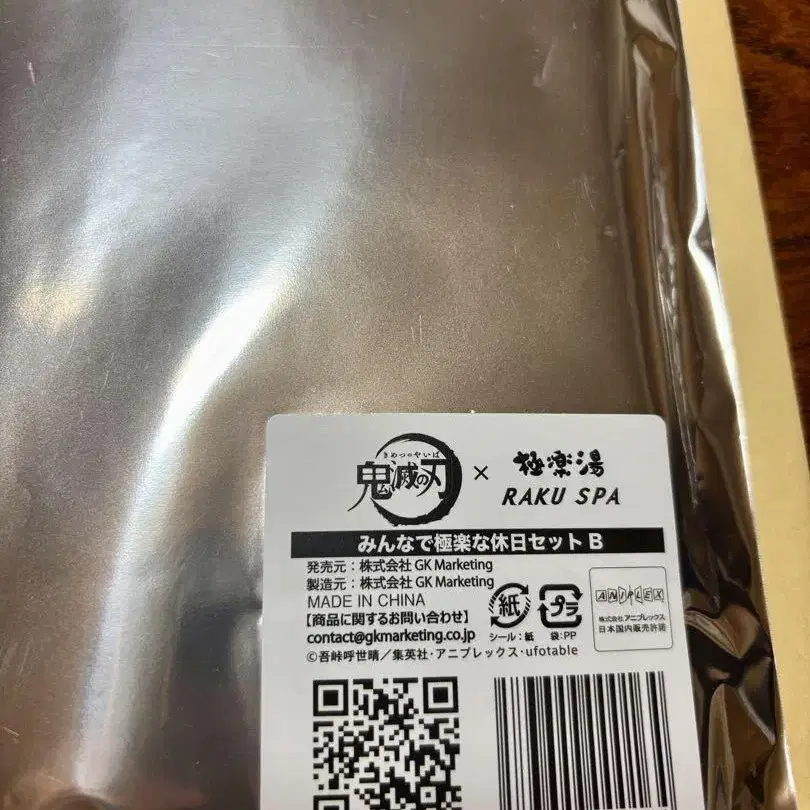 きめつのやいば
鬼滅の刃 × 極楽湯
RAKU SPA
みんなで極楽な休日セット B
発売元：株式会社 GK Marketing
製造元：株式会社 GK Marketing
MADE IN CHINA
【商品に関するお問い合わせ】
contact@gkmarketing.co.jp
紙 プラ
シール：紙 袋：PP
ANIPLEX
株式会社アニプレックス
日本国内販売許諾
©吾峠呼世晴／集英社・アニプレックス・ufotable